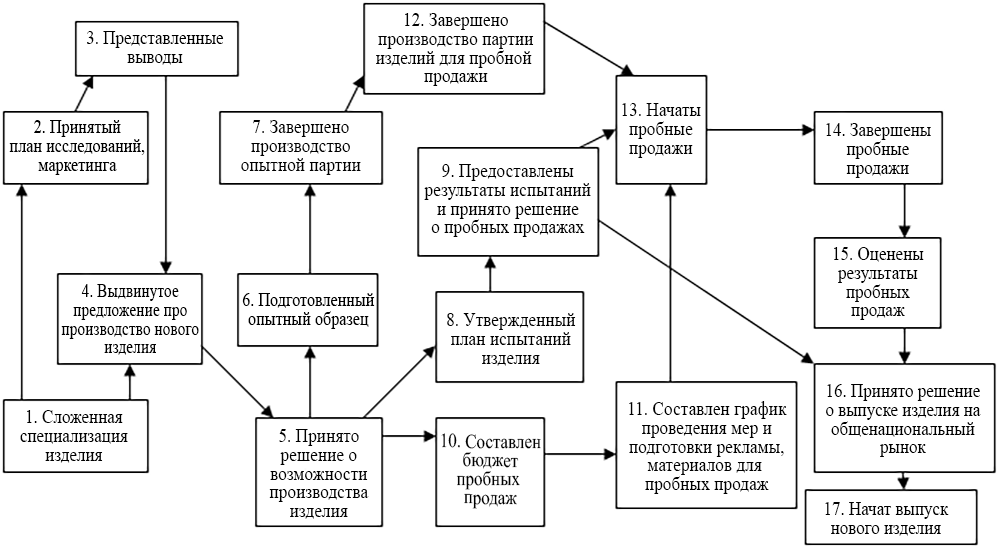 1. Сложенная
специализация
изделия
2. Принятый
план исследований,
маркетинга
3. Представленные
выводы
4. Выдвинутое
предложение про
производство нового
изделия
5. Принято
решение о
возможности
производства
изделия
6. Подготовленный
опытный образец
7. Завершено
производство
опытной партии
8. Утвержденный
план испытаний
изделия
9. Предоставлены
результаты испытаний
и принято решение
о пробных продажах
10. Составлен
бюджет
пробных
продаж
11. Составлен график
проведения мер и
подготовки рекламы,
материалов для
пробных продаж
12. Завершено
производство партии
изделий для пробной
продажи
13. Начаты
пробные
продажи
14. Завершены
пробные
продажи
15. Оценены
результаты
пробных
продаж
16. Принято решение
о выпуске изделия на
общенациональный
рынок
17. Начат выпуск
нового изделия